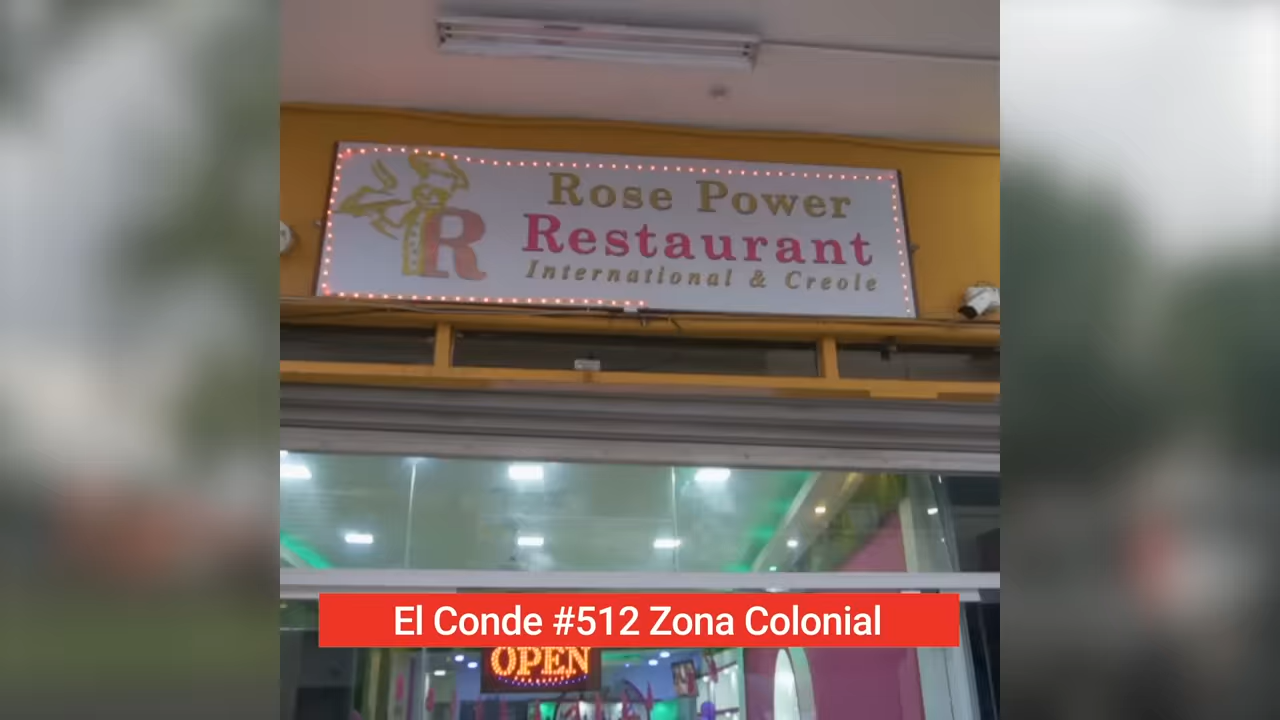 Rose Power
R Restaurant
International & Creole
El Conde #512 Zona Colonial
OPEN